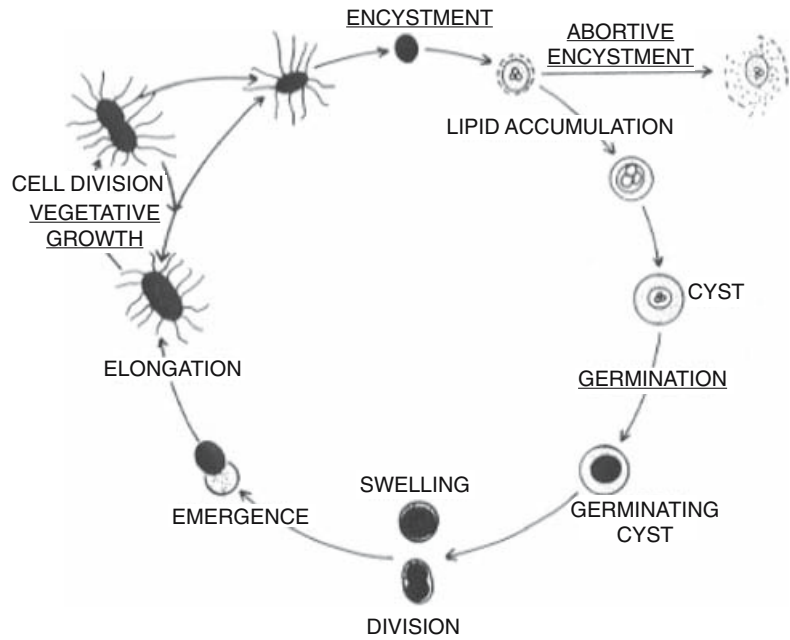 ENCYSTMENT
ABORTIVE
ENCYSTMENT
LIPID ACCUMULATION
CELL DIVISION
VEGETATIVE
GROWTH
CYST
ELONGATION
GERMINATION
SWELLING
EMERGENCE
GERMINATING
CYST
DIVISION